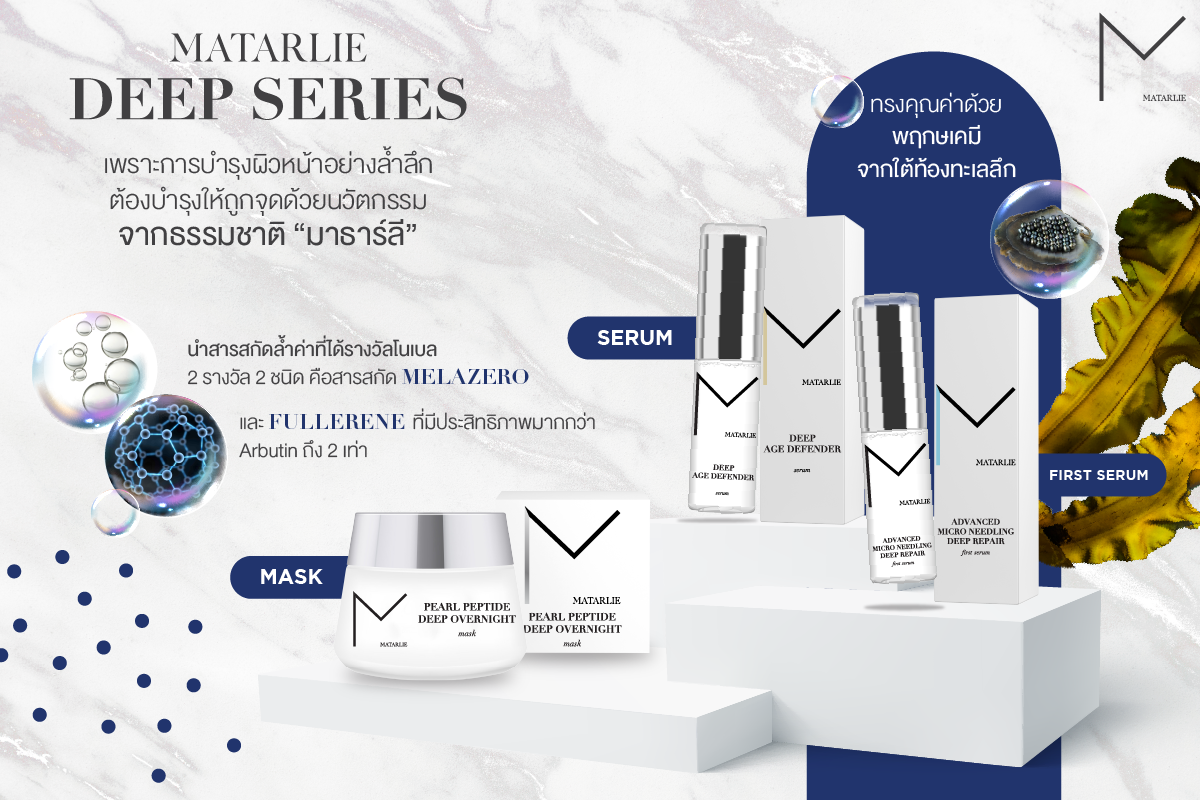 MATARLIE
DEEP SERIES
เพราะการบำรุงผิวหน้าอย่างล้ำลึก
ต้องบำรุงให้ถูกจุดด้วยนวัตกรรม
จากธรรมชาติ “มาธาร์ลี”
นำสารสกัดล้ำค่าที่ได้รางวัลโนเบล
2 รางวัล 2 ชนิด คือสารสกัด MELAZERO
และ FULLERENE ที่มีประสิทธิภาพมากกว่า
Arbutin ถึง 2 เท่า
MATARLIE
ทรงคุณค่าด้วย
พฤกษเคมี
จากใต้ท้องทะเลลึก
SERUM
MATARLIE
DEEP
AGE DEFENDER
serum
MATARLIE
DEEP
AGE DEFENDER
serum
FIRST SERUM
MATARLIE
ADVANCED
MICRO NEEDLING
DEEP REPAIR
first serum
MATARLIE
ADVANCED
MICRO NEEDLING
DEEP REPAIR
first serum
MASK
MATARLIE
PEARL PEPTIDE
DEEP OVERNIGHT
mask
MATARLIE
PEARL PEPTIDE
DEEP OVERNIGHT
mask